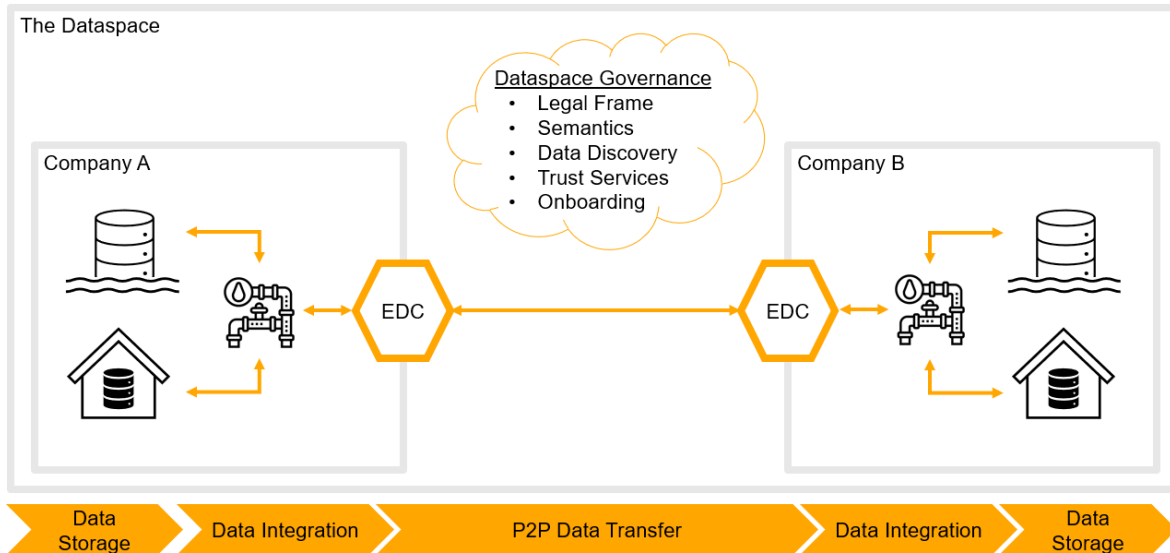 The Dataspace
Dataspace Governance
• Legal Frame
• Semantics
• Data Discovery
• Trust Services
• Onboarding
Company A
Company B
EDC
EDC
Data
Storage
Data Integration
P2P Data Transfer
Data Integration
Data
Storage